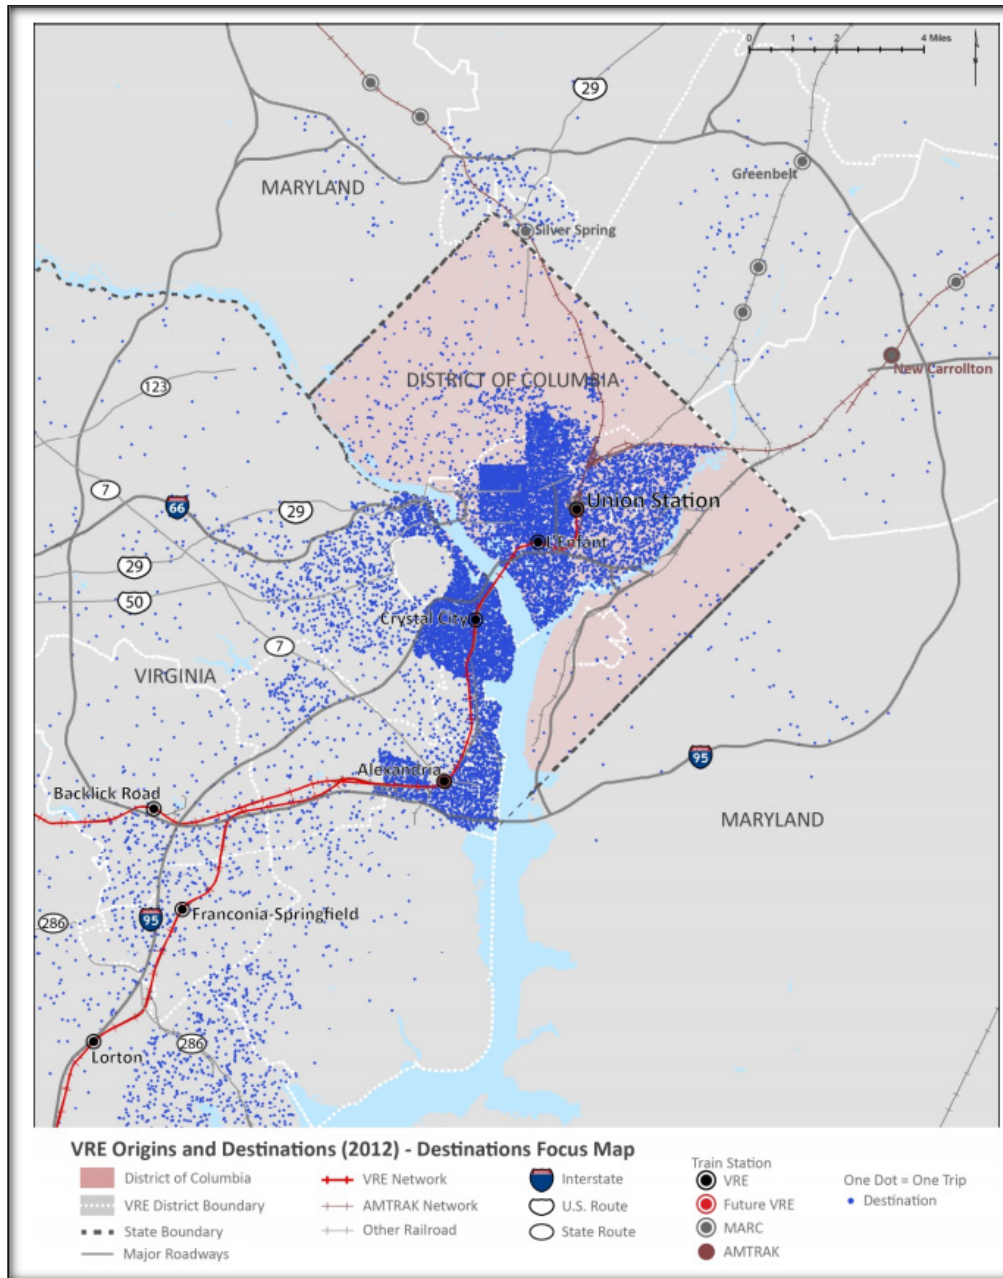 0 1 2 4 Miles
N
29
MARYLAND
Greenbelt
Silver Spring
123
DISTRICT OF COLUMBIA
New Carrollton
7
66
29
Union Station
L'Enfant
29
50
Crystal City
7
VIRGINIA
95
Alexandria
Backlick Road
MARYLAND
286
95
Franconia-Springfield
286
Lorton
VRE Origins and Destinations (2012) - Destinations Focus Map
District of Columbia
VRE District Boundary
State Boundary
Major Roadways
VRE Network
AMTRAK Network
Other Railroad
Interstate
U.S. Route
State Route
Train Station
VRE
Future VRE
MARC
AMTRAK
One Dot = One Trip
Destination